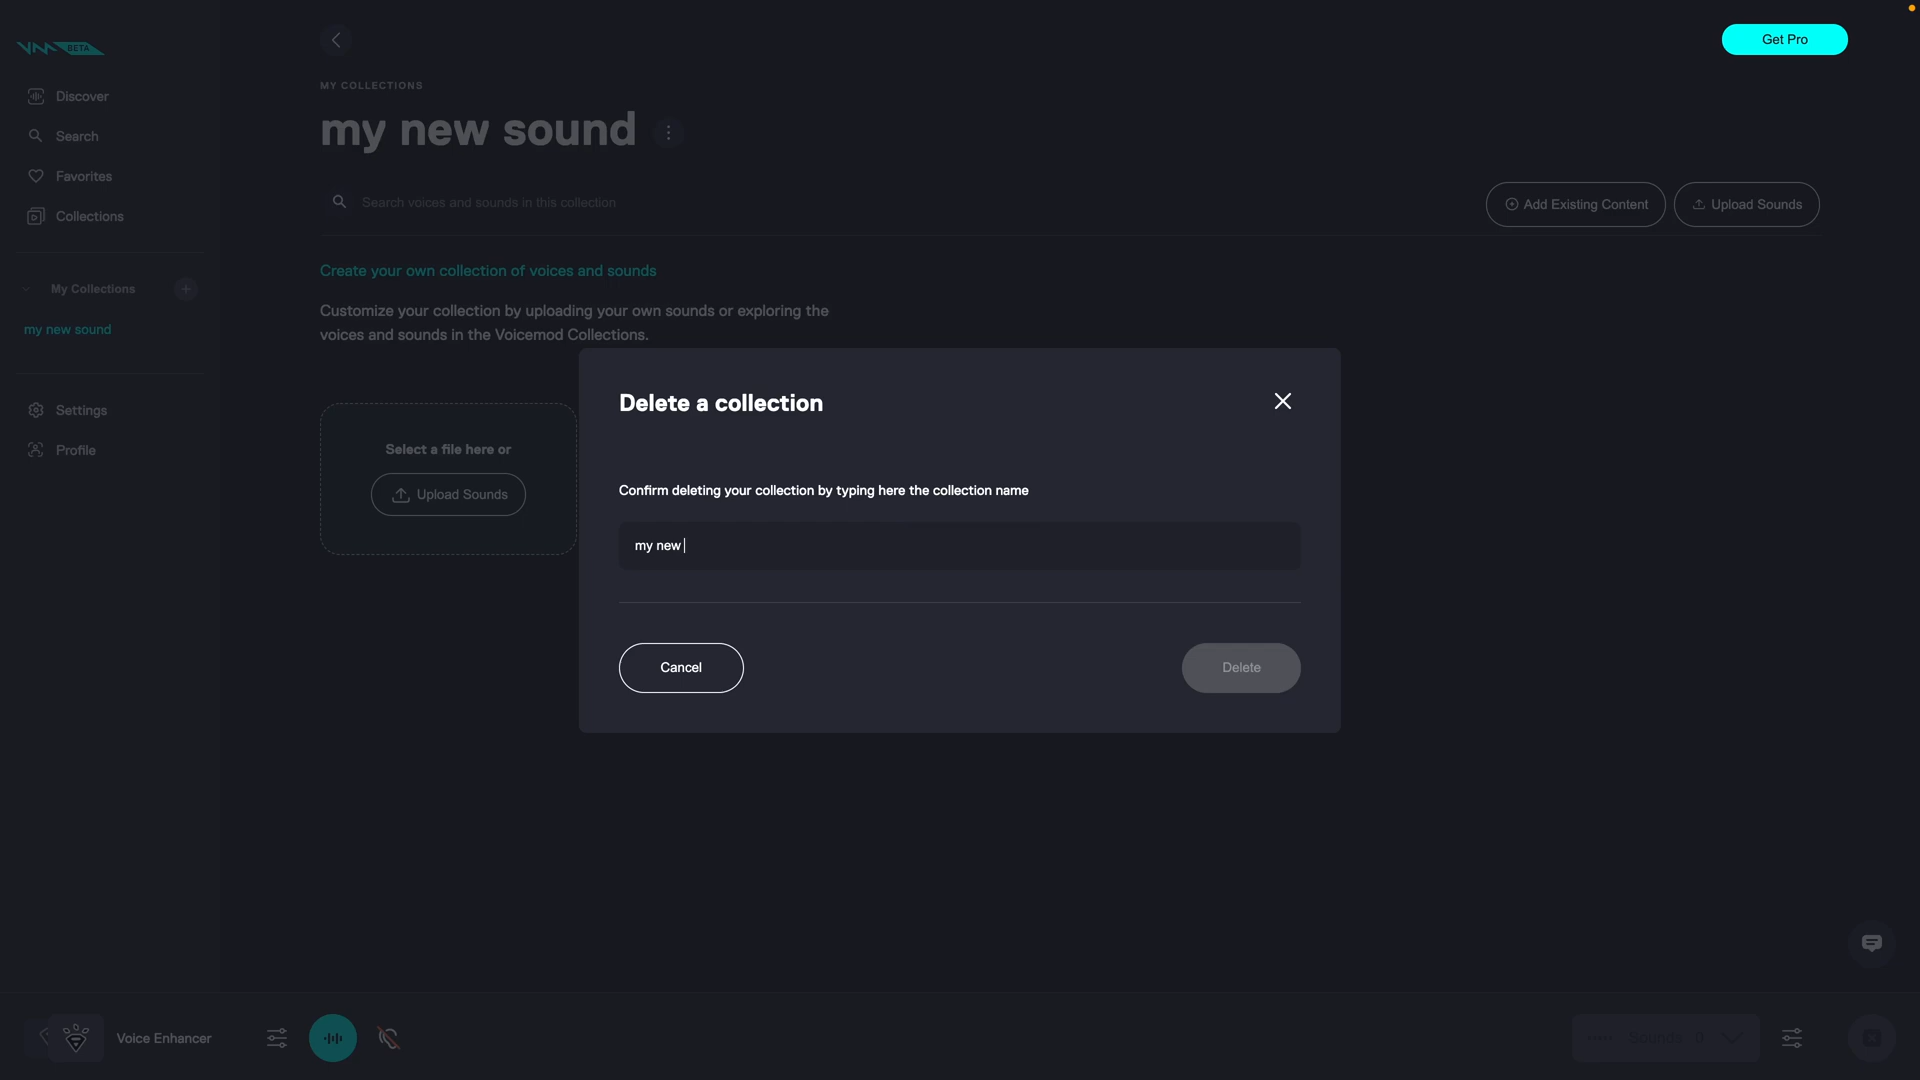 BETA
Get Pro
Discover
Search
Favorites
Collections
My Collections
my new sound
Settings
Profile
MY COLLECTIONS
my new sound
Search voices and sounds in this collection
Add Existing Content
Upload Sounds
Create your own collection of voices and sounds
Customize your collection by uploading your own sounds or exploring the
voices and sounds in the Voicemod Collections.
Select a file here or
Upload Sounds
Delete a collection
Confirm deleting your collection by typing here the collection name
my new
Cancel
Delete
Voice Enhancer
Sounds 0